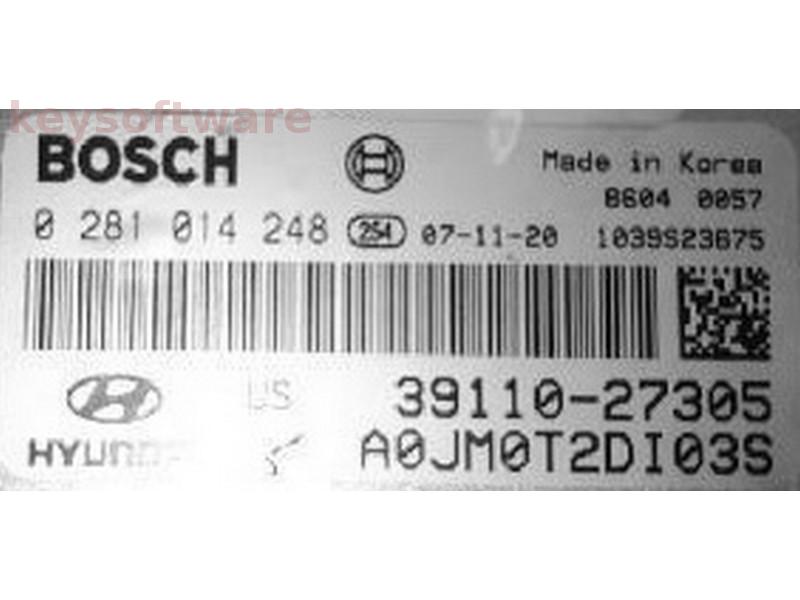 keysoftware
BOSCH
Made in Korea
8604 0057
0 281 014 248 254 07-11-20 1039S23675
39110-27305
HYUNDAI
A0JM0T2DI03S